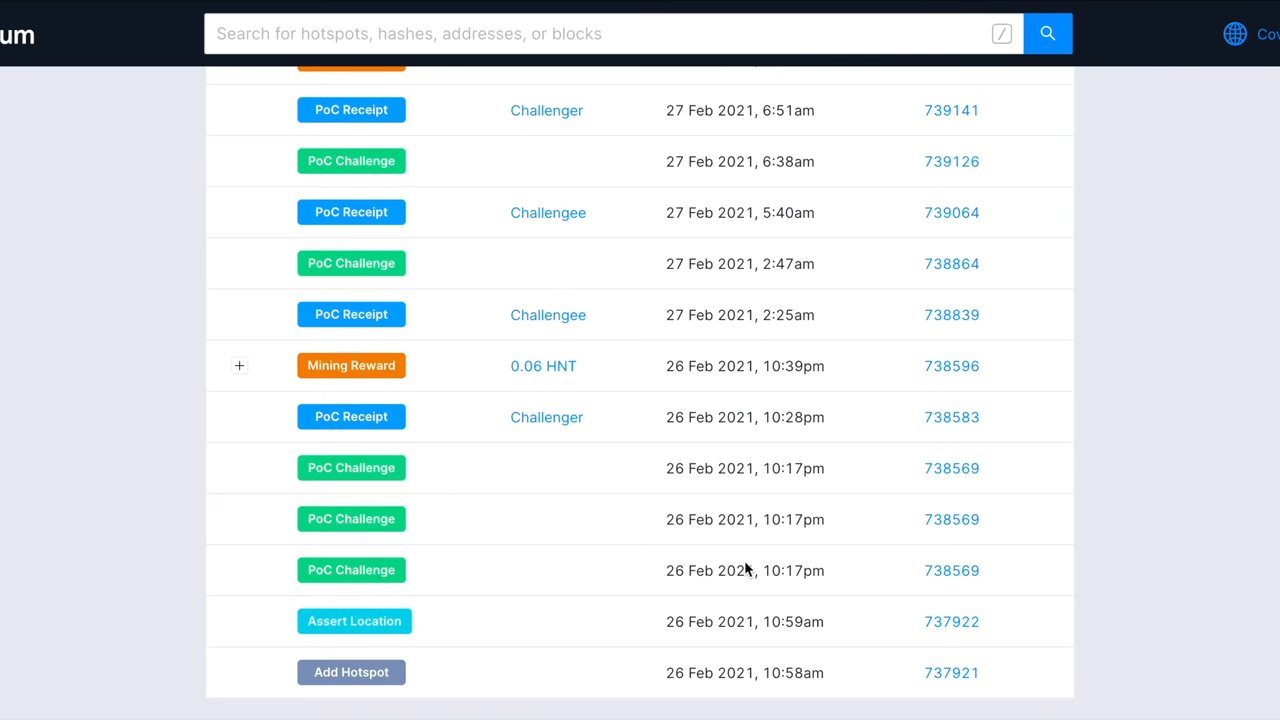 um Search for hotspots, hashes, addresses, or blocks / Cov
PoC Receipt Challenger 27 Feb 2021, 6:51am 739141
PoC Challenge 27 Feb 2021, 6:38am 739126
PoC Receipt Challengee 27 Feb 2021, 5:40am 739064
PoC Challenge 27 Feb 2021, 2:47am 738864
PoC Receipt Challengee 27 Feb 2021, 2:25am 738839
+ Mining Reward 0.06 HNT 26 Feb 2021, 10:39pm 738596
PoC Receipt Challenger 26 Feb 2021, 10:28pm 738583
PoC Challenge 26 Feb 2021, 10:17pm 738569
PoC Challenge 26 Feb 2021, 10:17pm 738569
PoC Challenge 26 Feb 2021, 10:17pm 738569
Assert Location 26 Feb 2021, 10:59am 737922
Add Hotspot 26 Feb 2021, 10:58am 737921